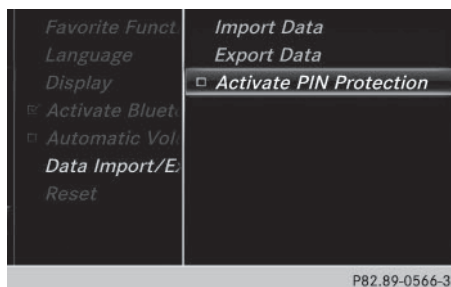 Favorite Funct
Language
Display
Activate Bluet
Automatic Vol
Data Import/E
Reset
Import Data
Export Data
Activate PIN Protection
P82.89-0566-3